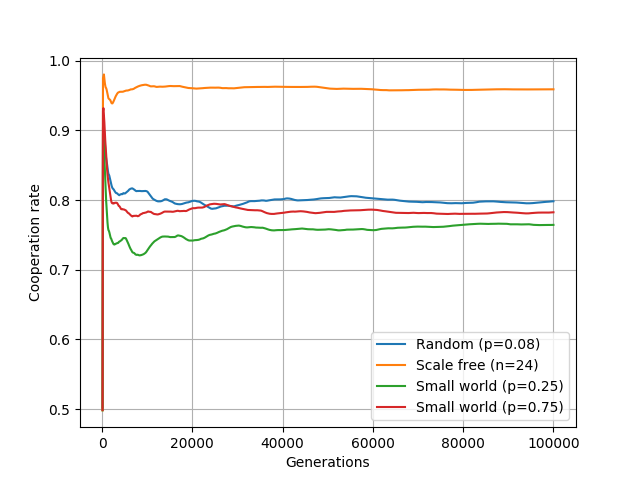 1.0
0.9
0.8
0.7
0.6
0.5
Cooperation rate
Random (p=0.08)
Scale free (n=24)
Small world (p=0.25)
Small world (p=0.75)
0 20000 40000 60000 80000 100000
Generations